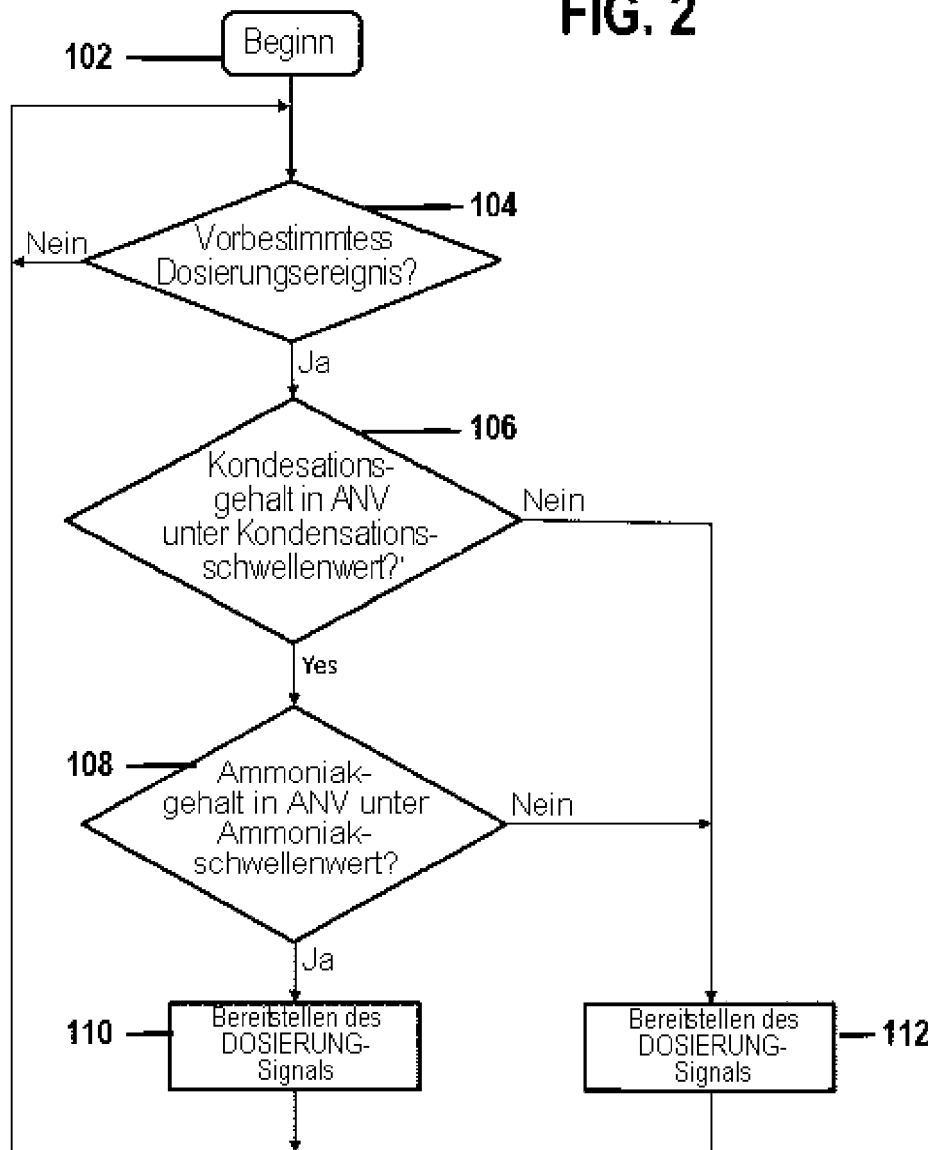 FIG. 2
Beginn
102
104
Nein
Vorbestimmtess
Dosierungsereignis?
Ja
106
Kondesations-
gehalt in ANV
unter Kondensations-
schwellenwert?'
Nein
Yes
108
Ammoniak-
gehalt in ANV unter
Ammoniak-
schwellenwert?
Nein
Ja
110
Bereitstellen des
DOSIERUNG-
Signals
Bereitstellen des
DOSIERUNG-
Signals
112